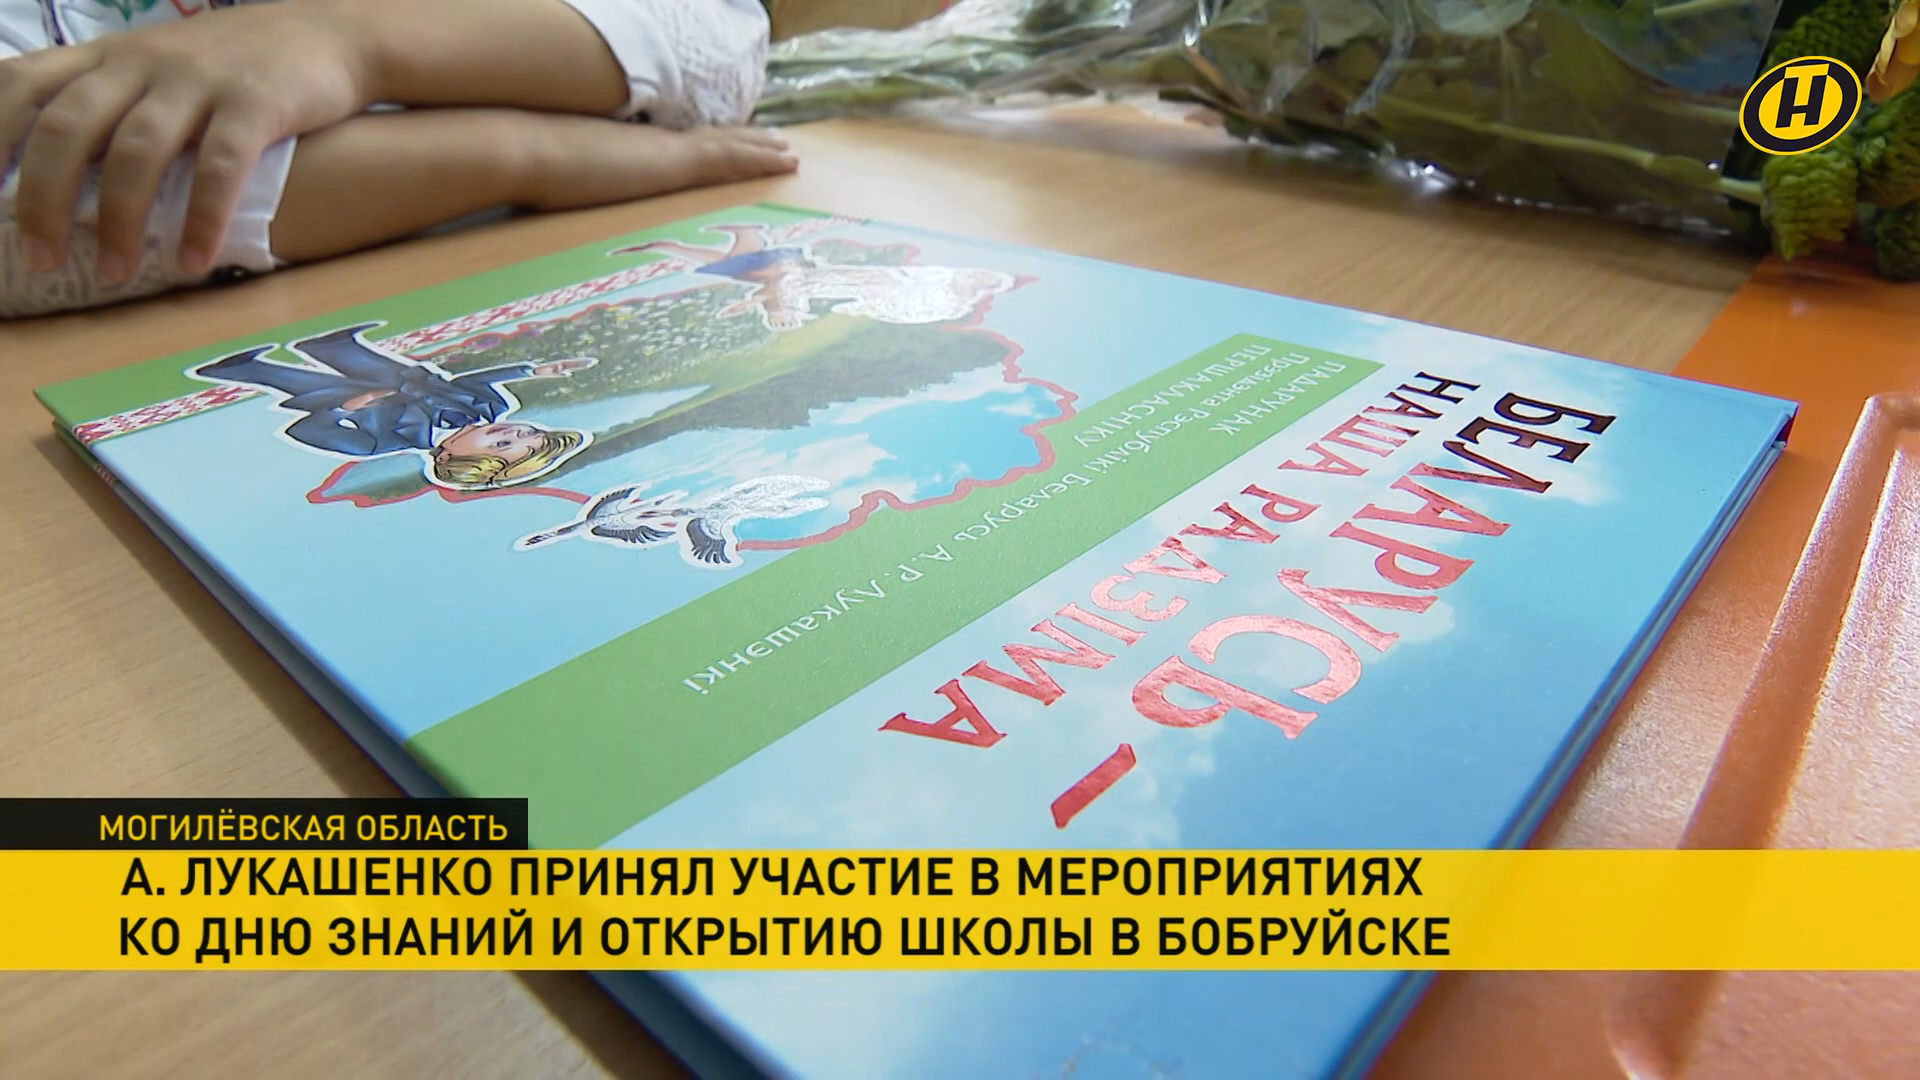 ТН
БЕЛАРУСЬ –
НАША РАДЗІМА
ПАДАРУНАК
Прэзідэнта Рэспублікі Беларусь А.Р. Лукашэнкі
ПЕРШАКЛАСНІКУ
МОГИЛЁВСКАЯ ОБЛАСТЬ
А. ЛУКАШЕНКО ПРИНЯЛ УЧАСТИЕ В МЕРОПРИЯТИЯХ
КО ДНЮ ЗНАНИЙ И ОТКРЫТИЮ ШКОЛЫ В БОБРУЙСКЕ